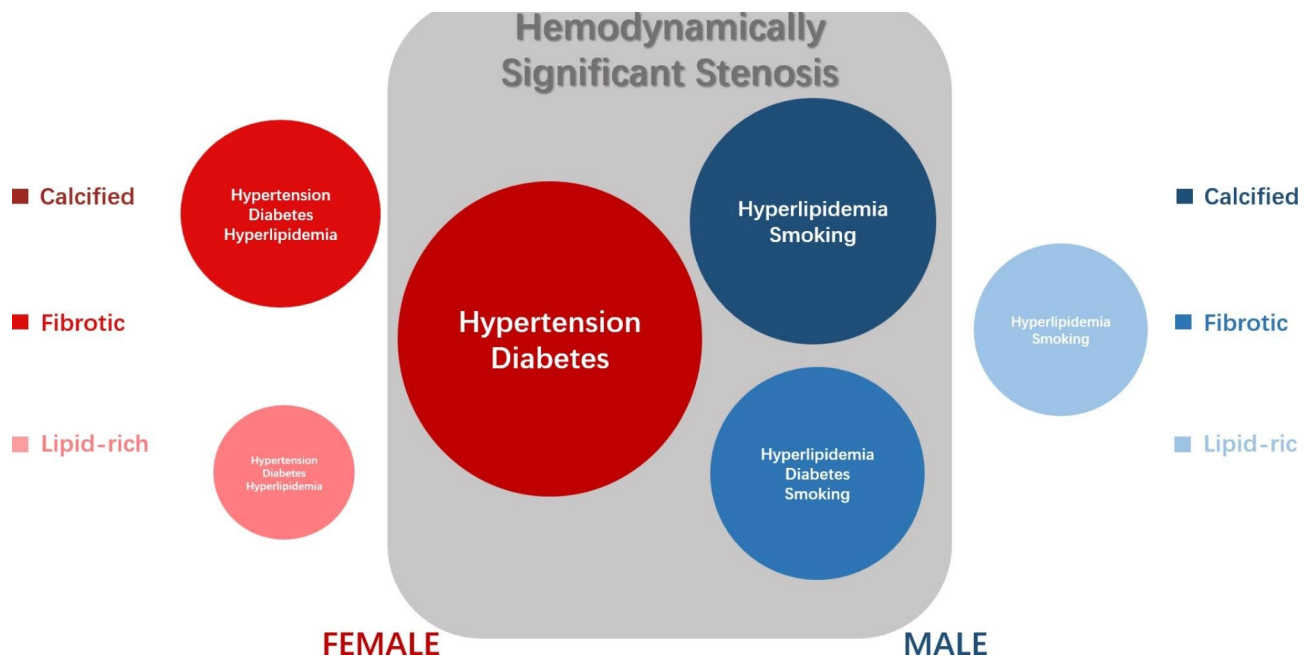 Hemodynamically
Significant Stenosis
Calcified
Fibrotic
Lipid-rich
Hypertension
Diabetes
Hyperlipidemia
Hypertension
Diabetes
Hyperlipidemia
Hypertension
Diabetes
Hyperlipidemia
Smoking
Hyperlipidemia
Diabetes
Smoking
Hyperlipidemia
Smoking
Calcified
Fibrotic
Lipid-ric
FEMALE
MALE